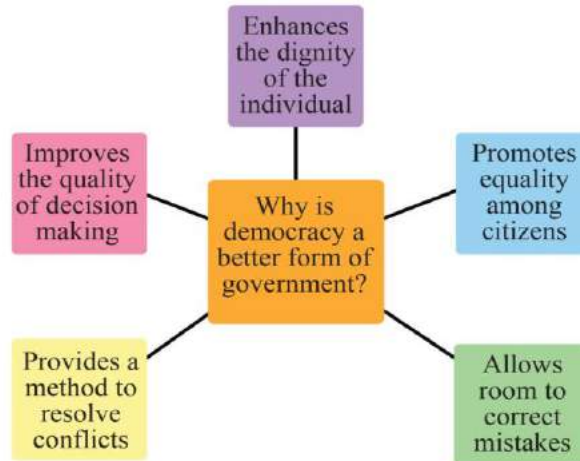 Enhances
the dignity
of the
individual
Improves
the quality
of decision
making
Why is
democracy a
better form of
government?
Promotes
equality
among
citizens
Provides a
method to
resolve
conflicts
Allows
room to
correct
mistakes